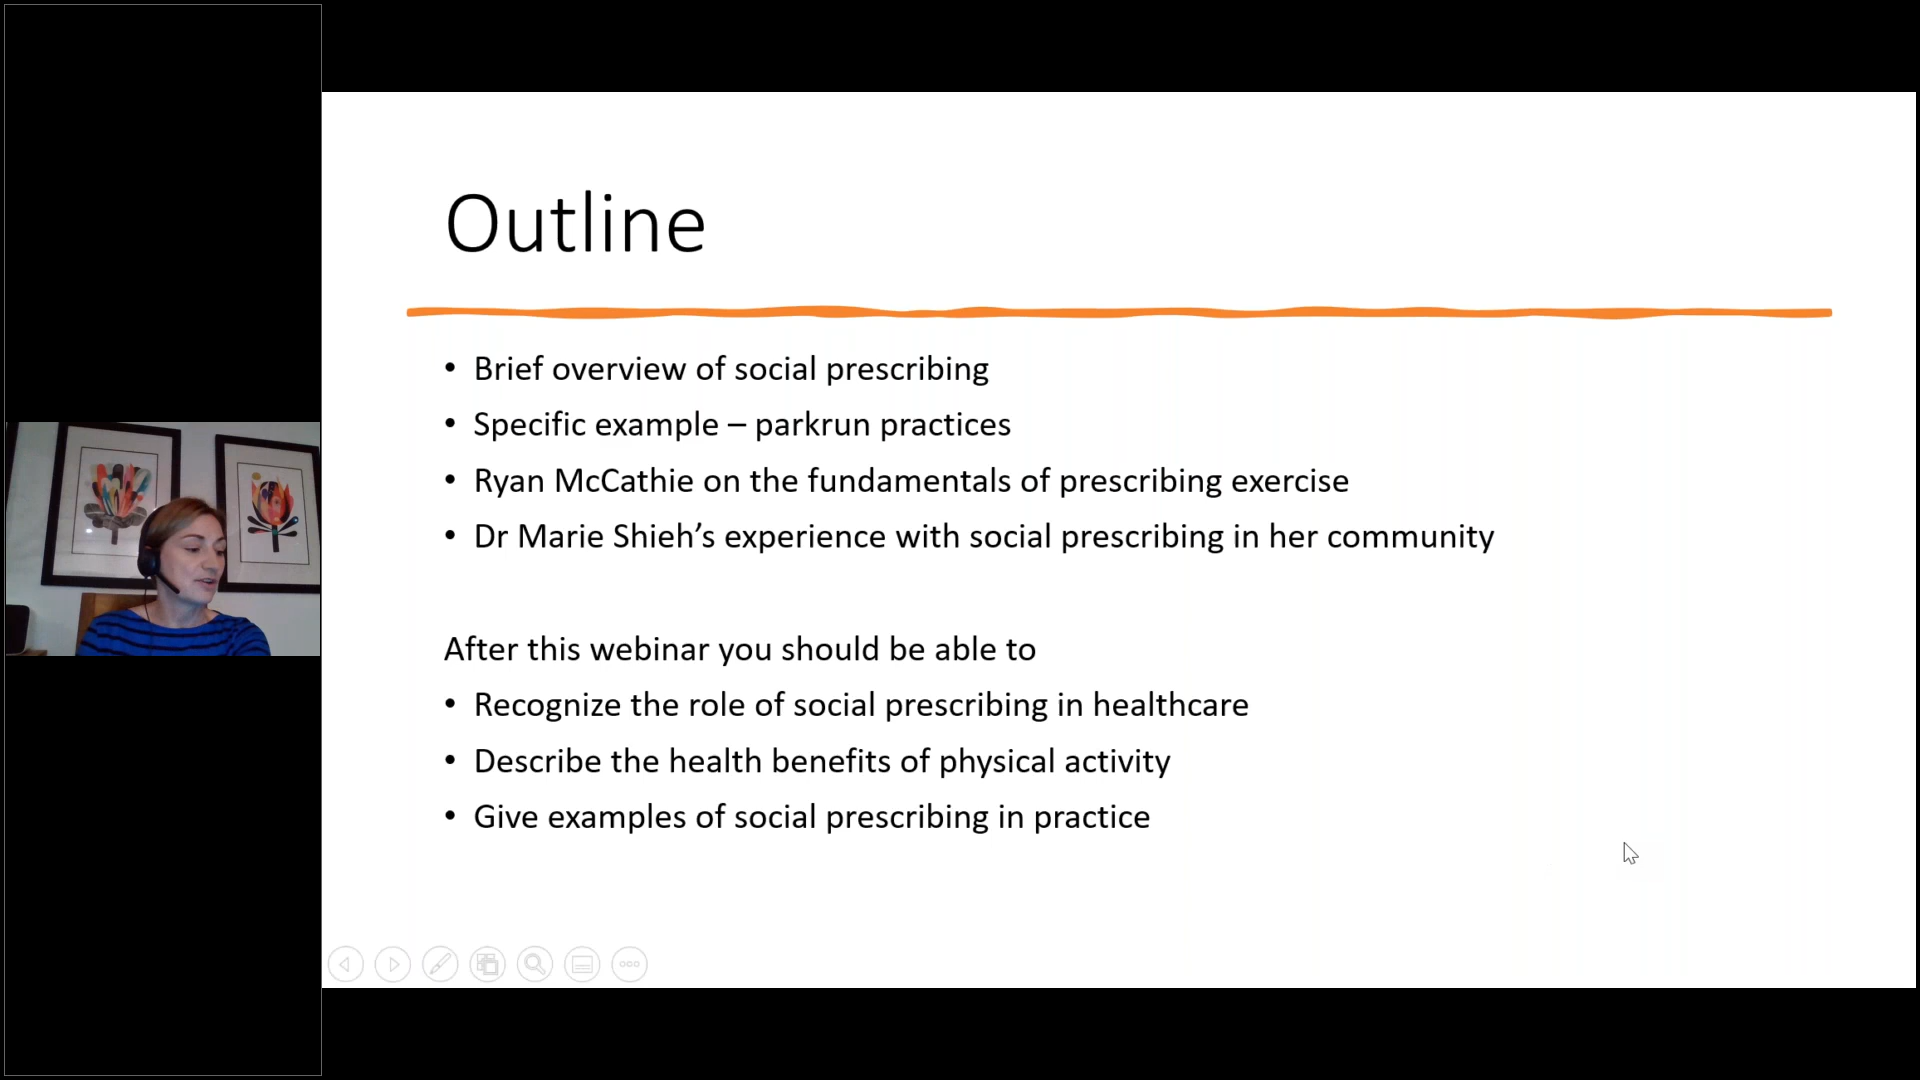 Outline
• Brief overview of social prescribing
• Specific example – parkrun practices
• Ryan McCathie on the fundamentals of prescribing exercise
• Dr Marie Shieh’s experience with social prescribing in her community
After this webinar you should be able to
• Recognize the role of social prescribing in healthcare
• Describe the health benefits of physical activity
• Give examples of social prescribing in practice